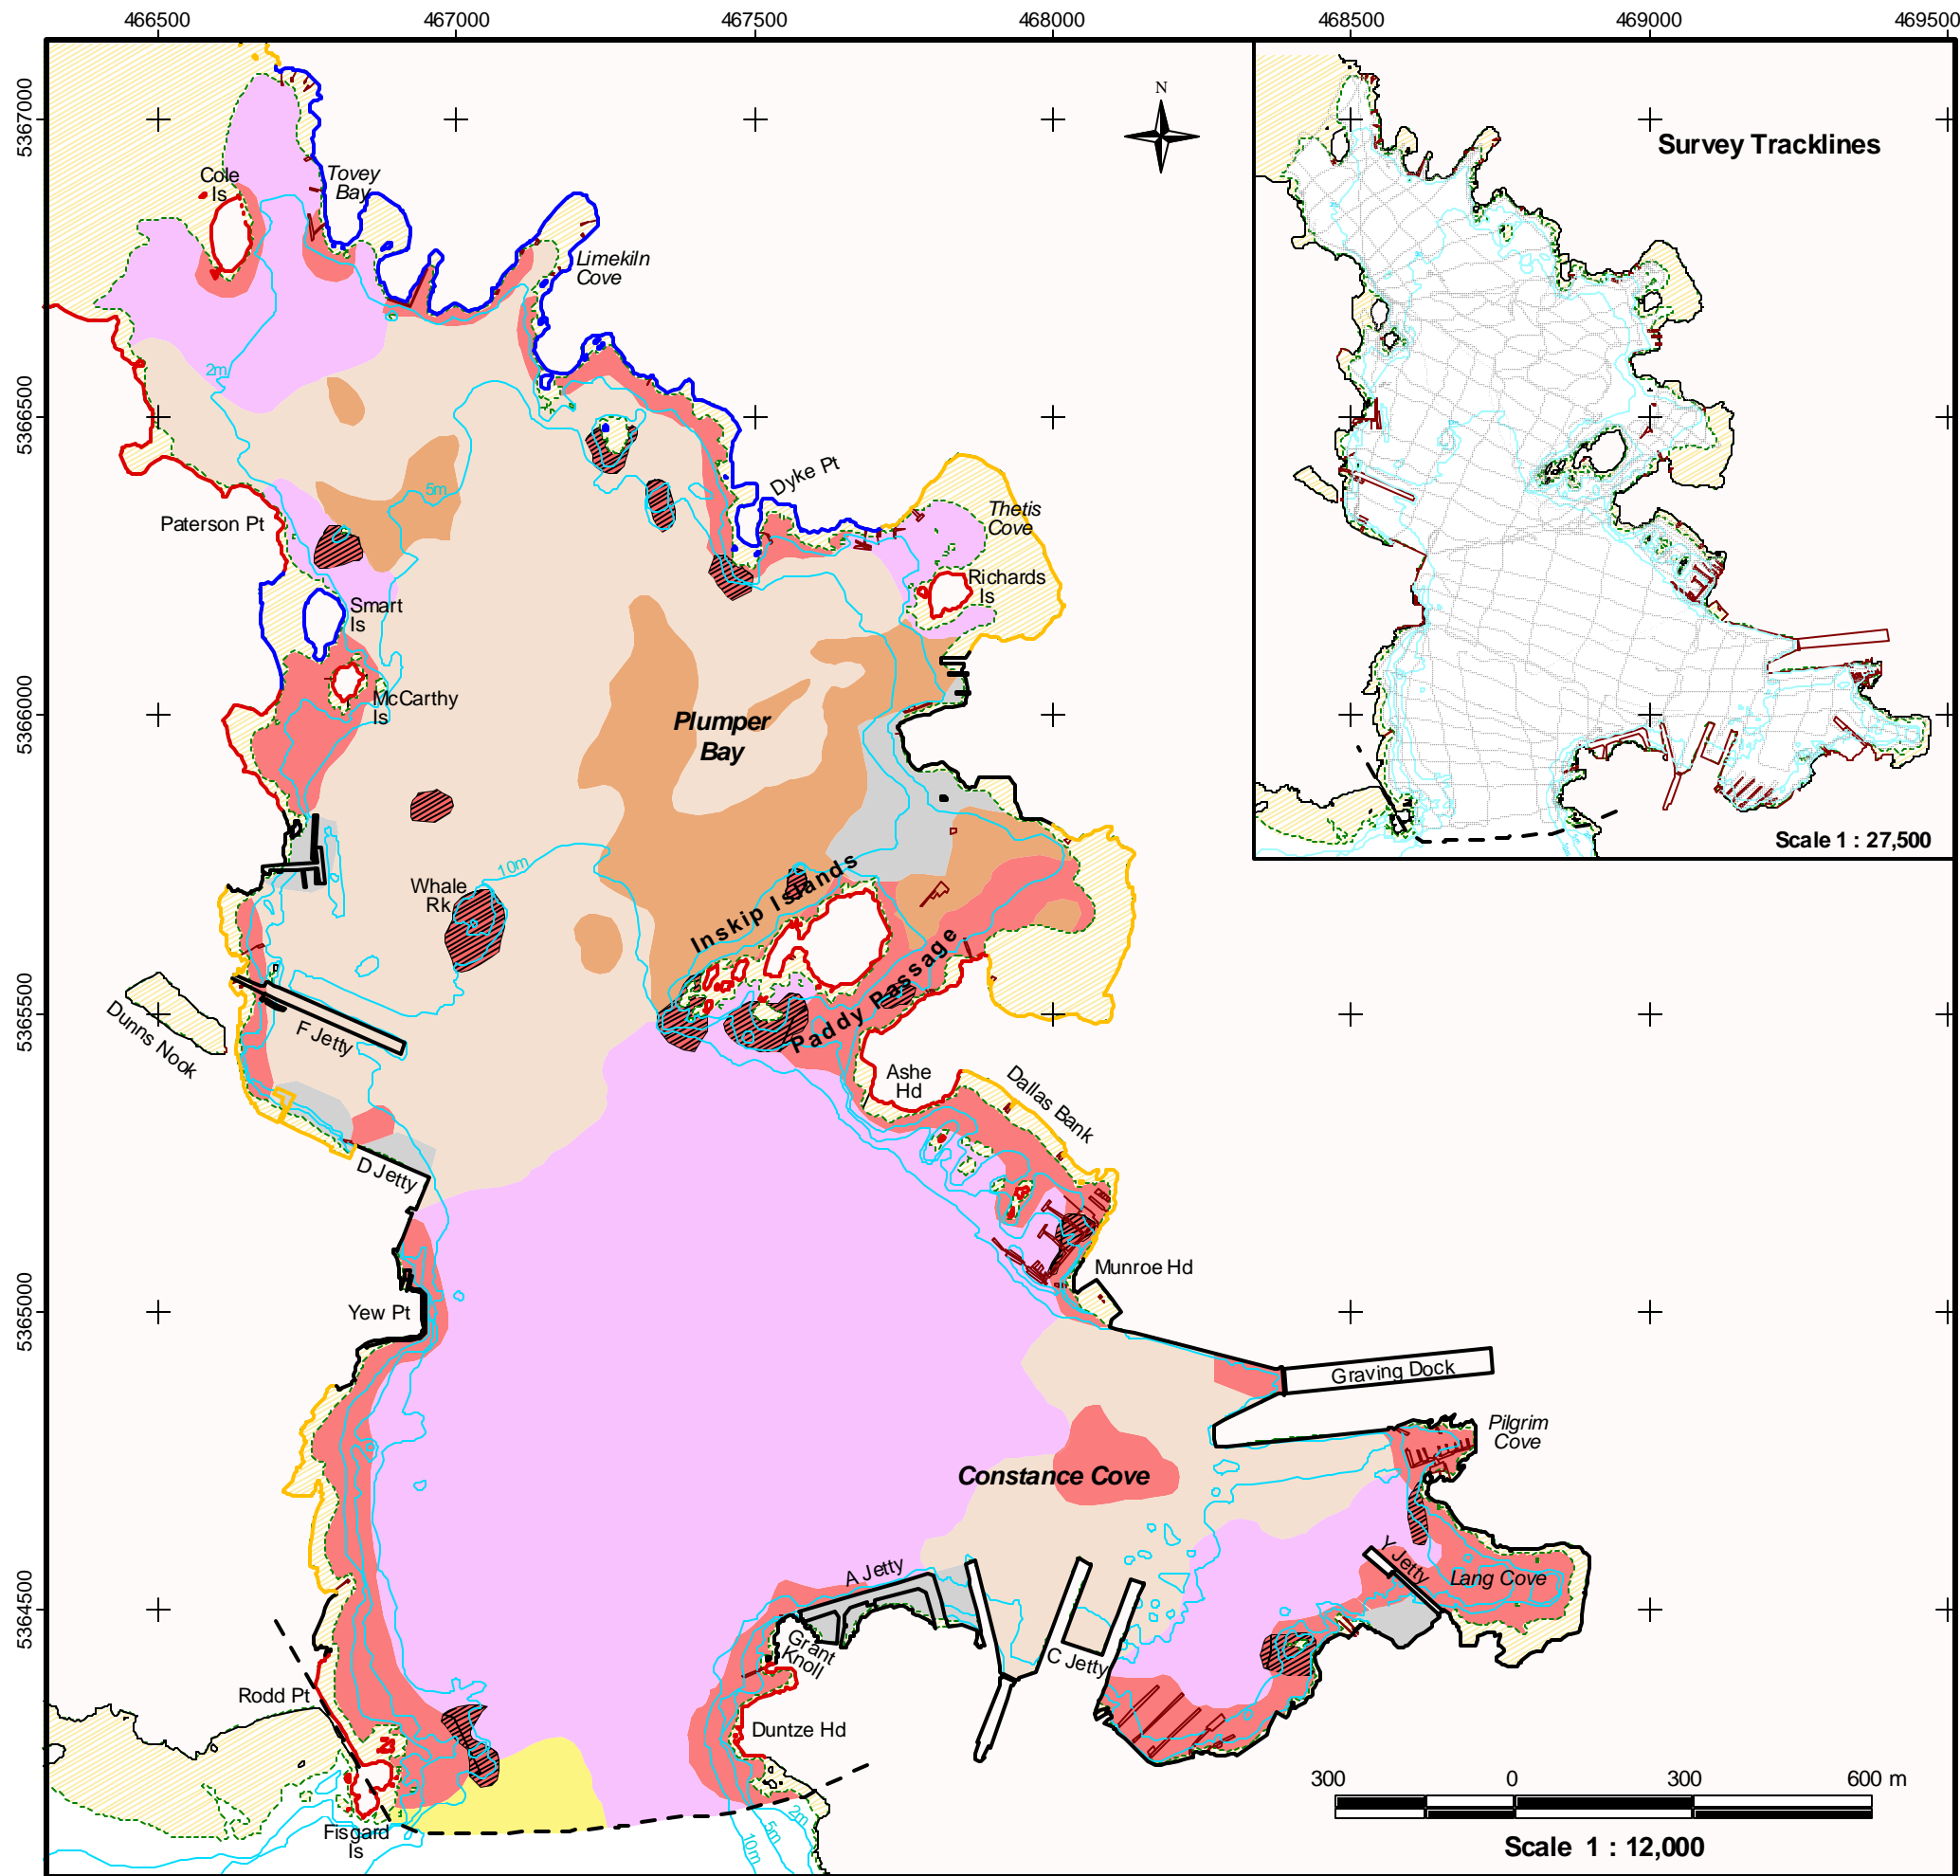 466500
467000
467500
468000
468500
469000
469500
5367000
5366500
5366000
5365500
5365000
5364500
N
Survey Tracklines
Scale 1 : 27,500
Cole
Is
Tovey
Bay
Limekiln
Cove
2m
5m
Dyke Pt
Thetis
Cove
Paterson Pt
Richards
Is
Smart
Is
McCarthy
Is
Plumper
Bay
Whale
Rk
10m
Inskip Islands
Paddy Passage
Dunns Nook
F Jetty
Ashe
Hd
Dallas Bank
D Jetty
Munroe Hd
Yew Pt
Graving Dock
Pilgrim
Cove
Constance Cove
A Jetty
Y Jetty
Lang Cove
Grant
Knoll
C Jetty
Rodd Pt
Duntze Hd
Fisgard
Is
10m
5m
2m
300
0
300
600 m
Scale 1 : 12,000